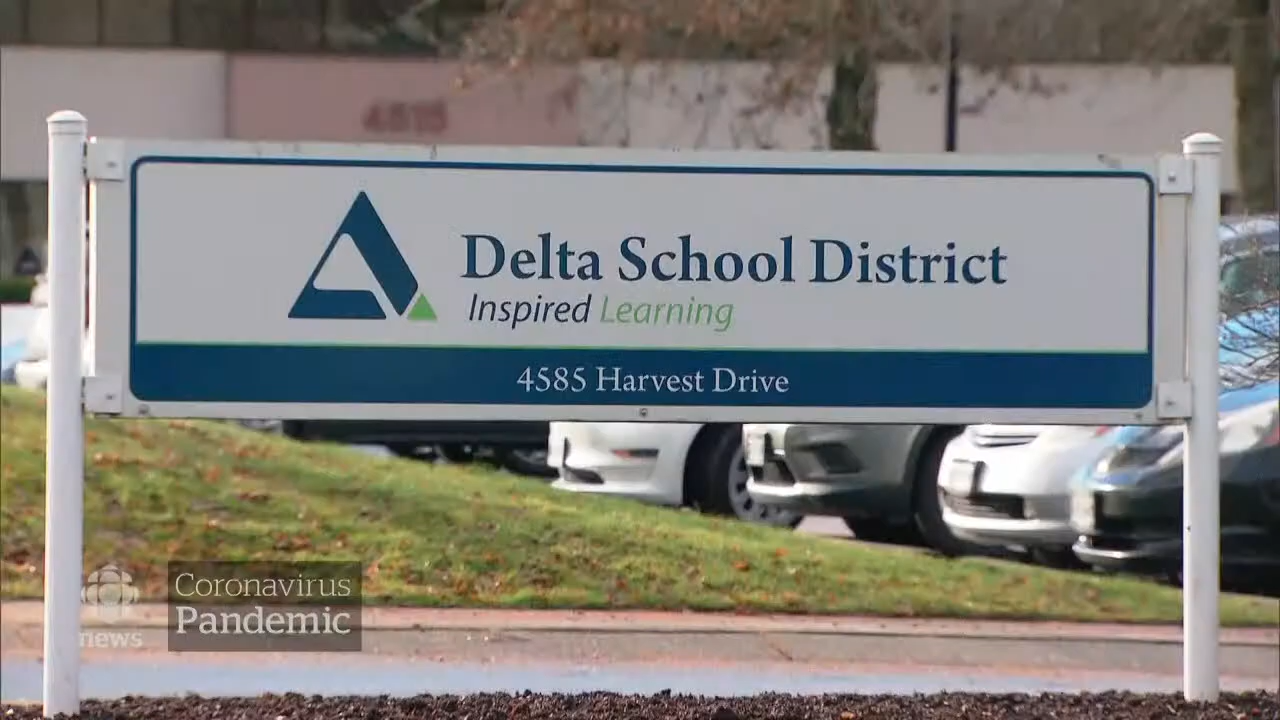 Delta School District
Inspired Learning
4585 Harvest Drive
Coronavirus
Pandemic
news